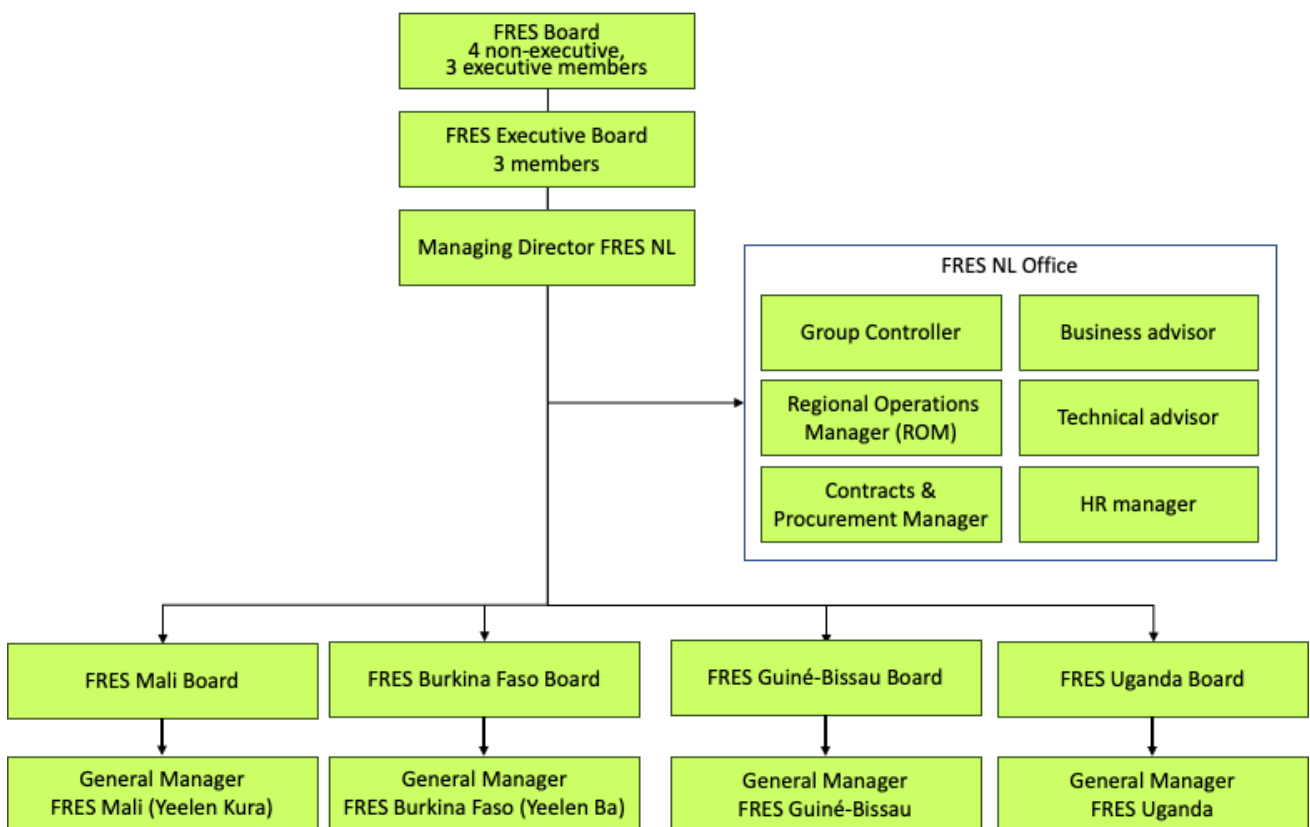 FRES Board
4 non-executive,
3 executive members
FRES Executive Board
3 members
Managing Director FRES NL
FRES NL Office
Group Controller
Business advisor
Regional Operations
Manager (ROM)
Technical advisor
Contracts &
Procurement Manager
HR manager
FRES Mali Board
FRES Burkina Faso Board
FRES Guiné-Bissau Board
FRES Uganda Board
General Manager
FRES Mali (Yeelen Kura)
General Manager
FRES Burkina Faso (Yeelen Ba)
General Manager
FRES Guiné-Bissau
General Manager
FRES Uganda